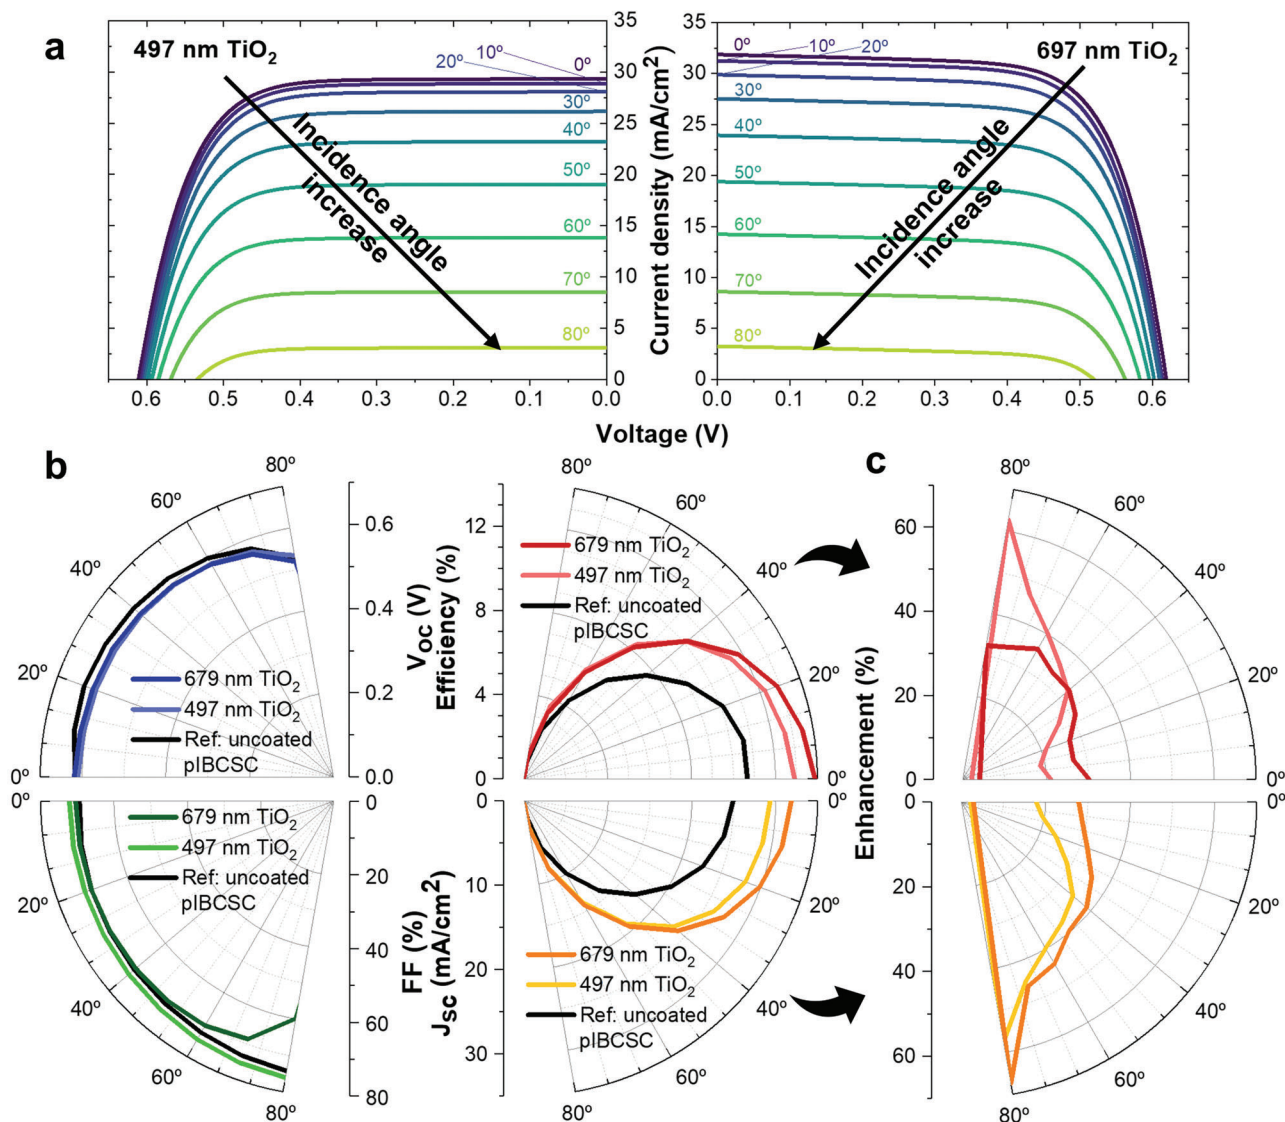 a
497 nm TiO2
10º
20º
0º
30º
40º
50º
60º
70º
80º
Incidence angle
increase
0.6 0.5 0.4 0.3 0.2 0.1 0.0
35
30
25
20
15
10
5
0
Current density (mA/cm2)
35
30
25
20
15
10
5
0
0º
10º
20º
697 nm TiO2
30º
40º
50º
60º
70º
80º
Incidence angle
increase
0.0 0.1 0.2 0.3 0.4 0.5 0.6
Voltage (V)
b
80º
60º
40º
20º
0º
0.6
0.4
0.2
0.0
VOC (V)
679 nm TiO2
497 nm TiO2
Ref: uncoated
pIBCSC
Efficiency (%)
12
8
4
0
80º
60º
40º
20º
0º
679 nm TiO2
497 nm TiO2
Ref: uncoated
pIBCSC
0º
20º
40º
60º
80º
0
20
40
60
80
FF (%)
679 nm TiO2
497 nm TiO2
Ref: uncoated
pIBCSC
JSC (mA/cm2)
0
10
20
30
0º
20º
40º
60º
80º
679 nm TiO2
497 nm TiO2
Ref: uncoated
pIBCSC
c
Enhancement (%)
60
40
20
0
80º
60º
40º
20º
0º
0
20
40
60
0º
20º
40º
60º
80º